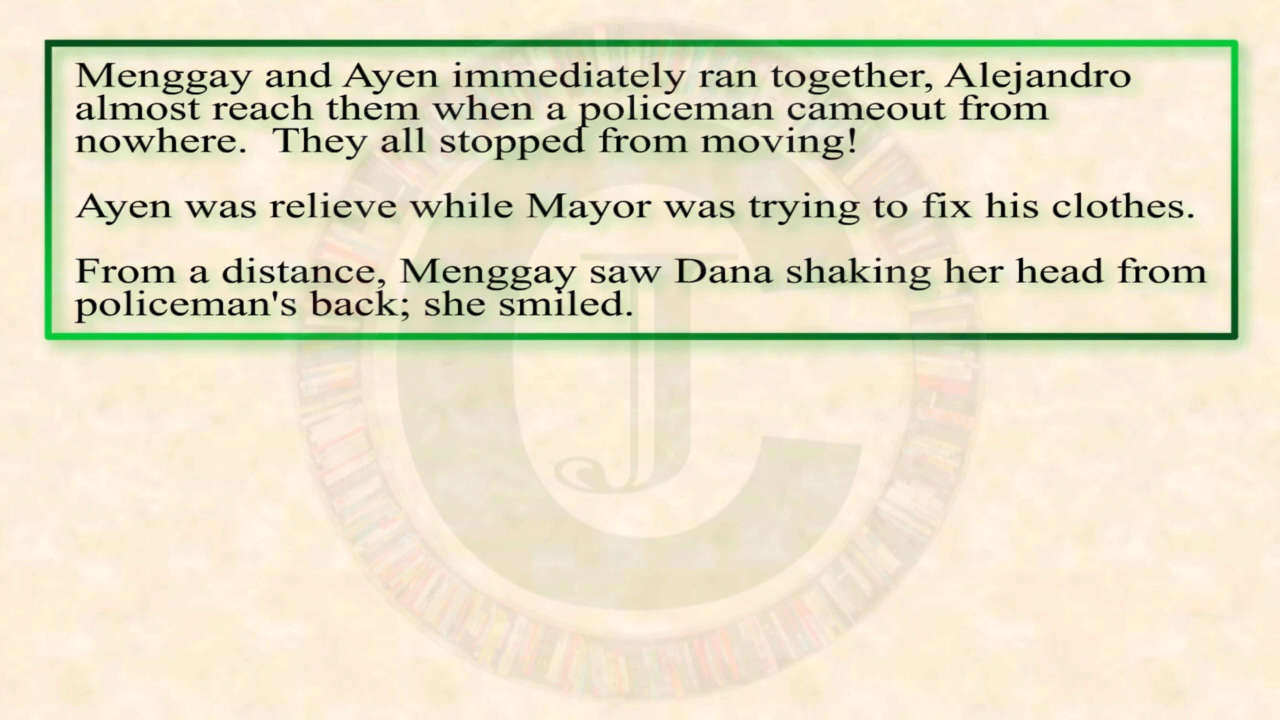 Menggay and Ayen immediately ran together, Alejandro
almost reach them when a policeman cameout from
nowhere.  They all stopped from moving!
Ayen was relieve while Mayor was trying to fix his clothes.
From a distance, Menggay saw Dana shaking her head from
policeman's back; she smiled.
CJ